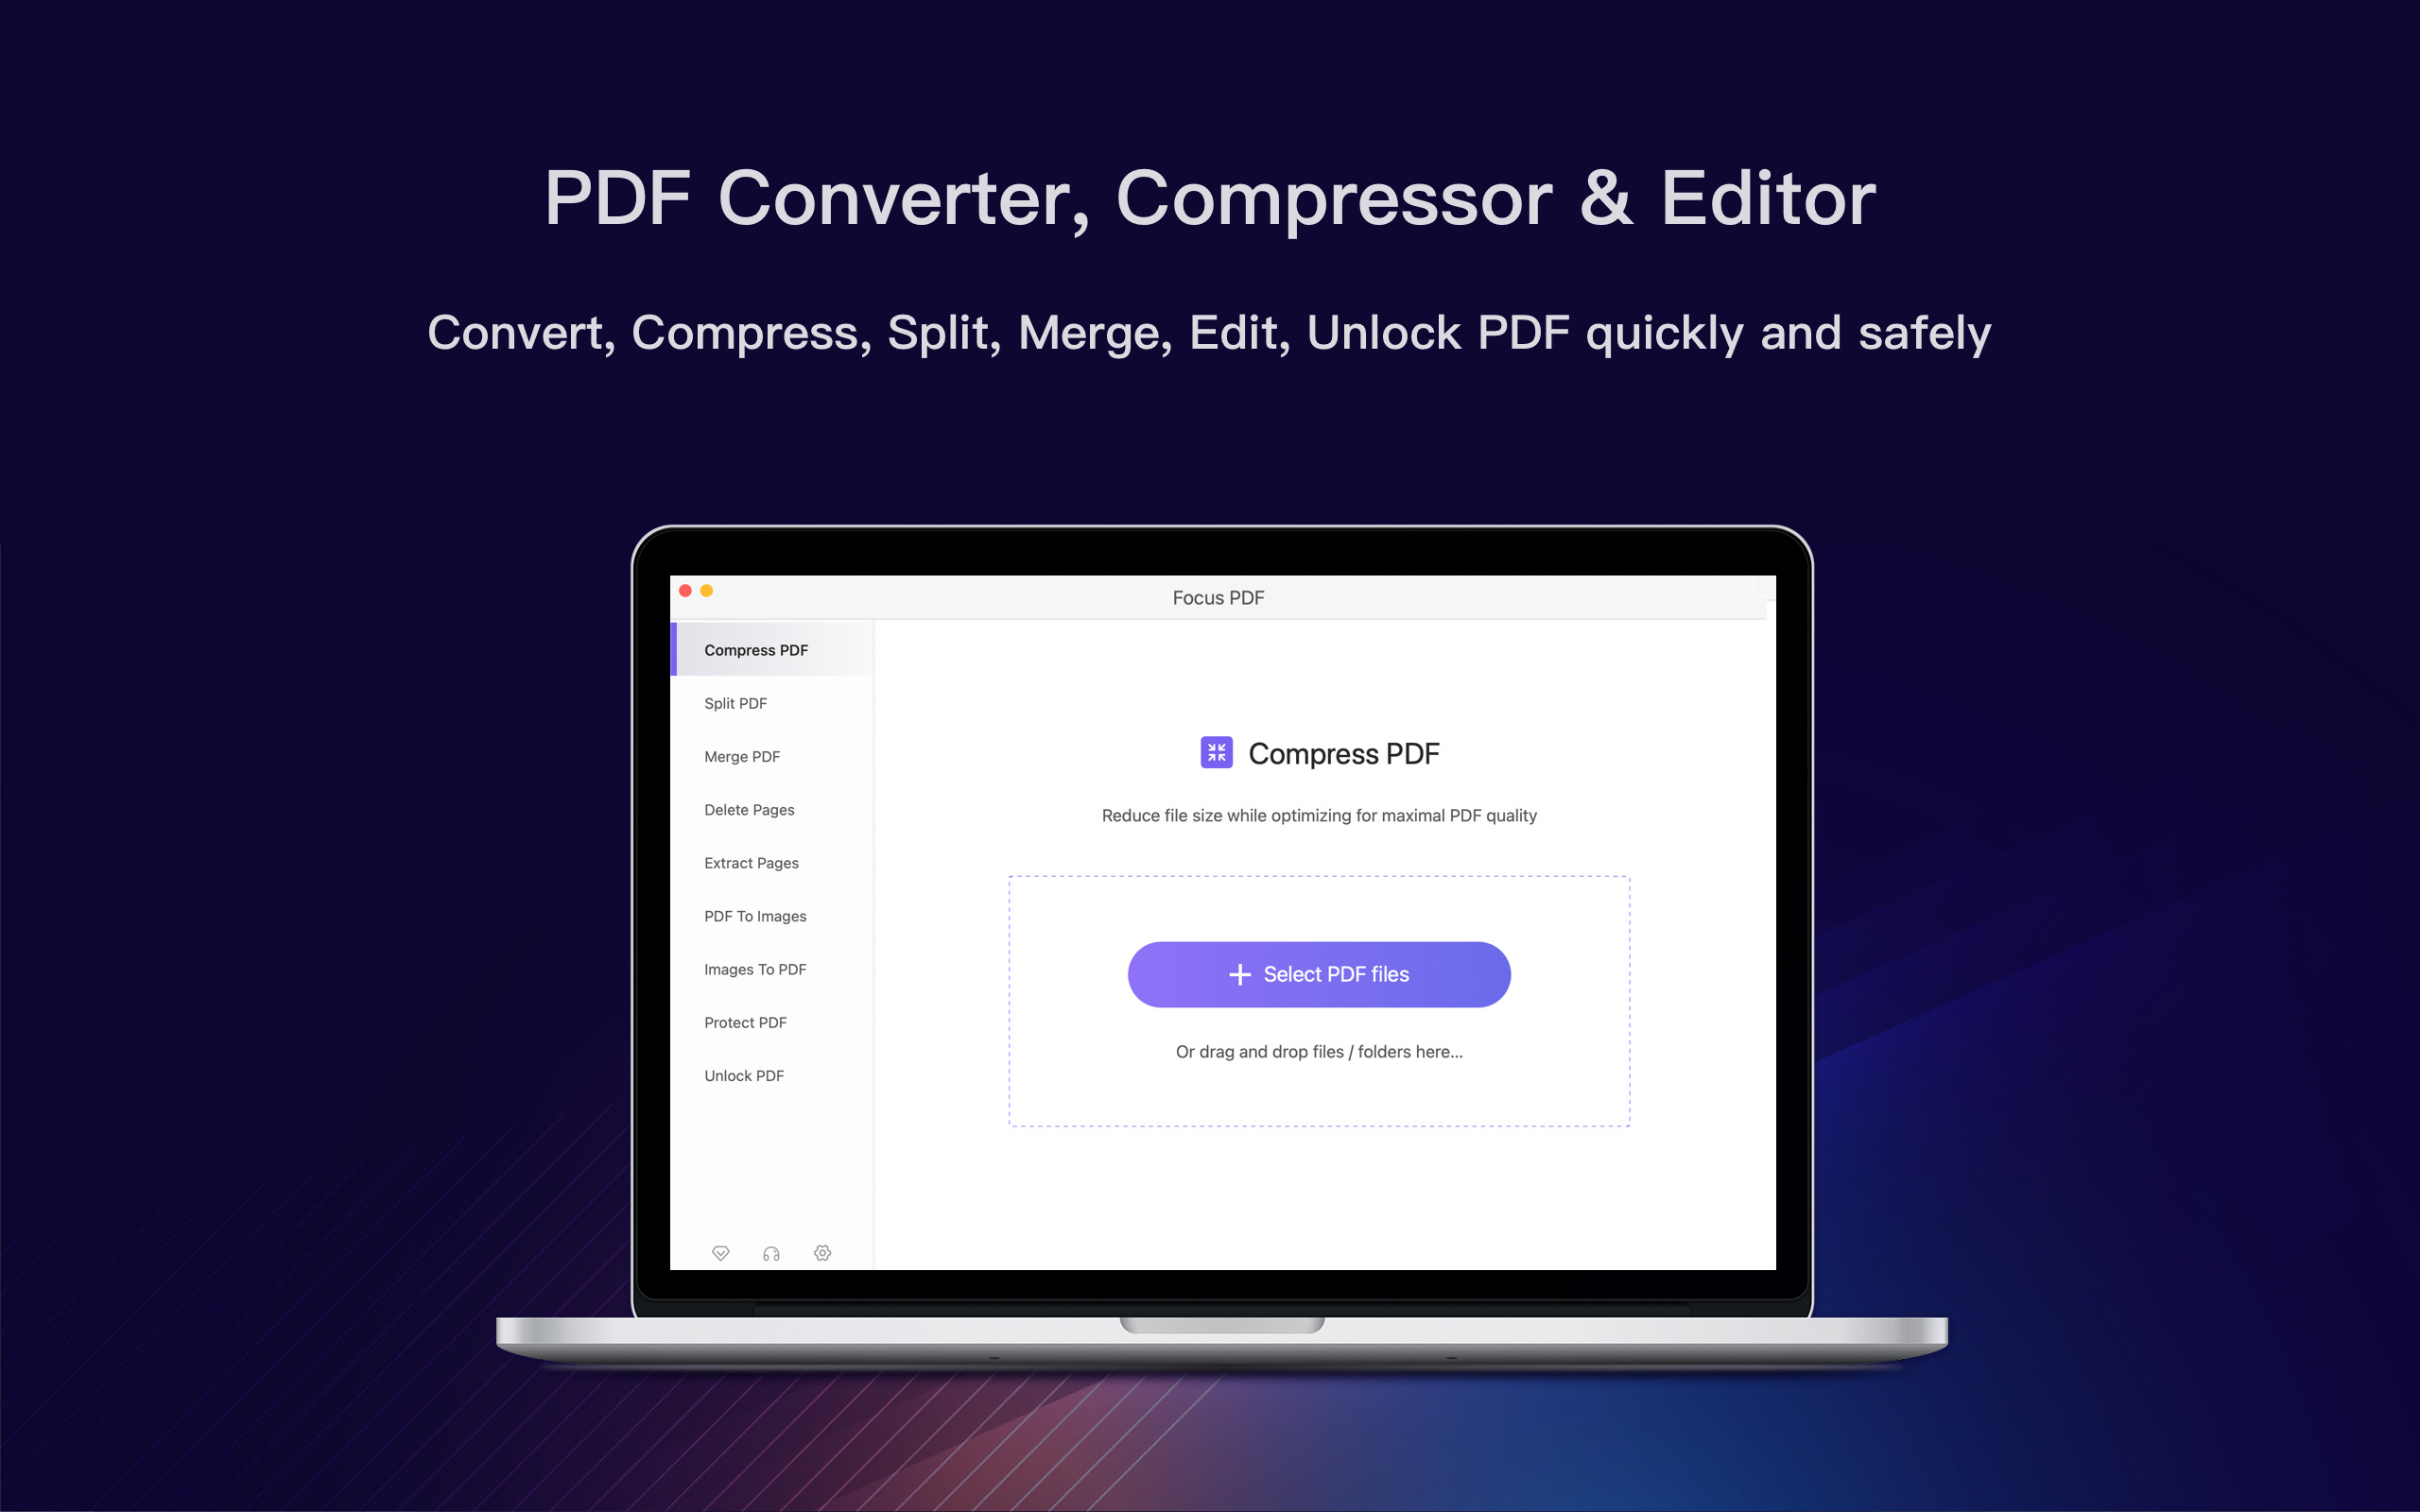 PDF Converter, Compressor & Editor
Convert, Compress, Split, Merge, Edit, Unlock PDF quickly and safely
Focus PDF
Compress PDF
Split PDF
Merge PDF
Delete Pages
Extract Pages
PDF To Images
Images To PDF
Protect PDF
Unlock PDF
Compress PDF
Reduce file size while optimizing for maximal PDF quality
Select PDF files
Or drag and drop files / folders here...